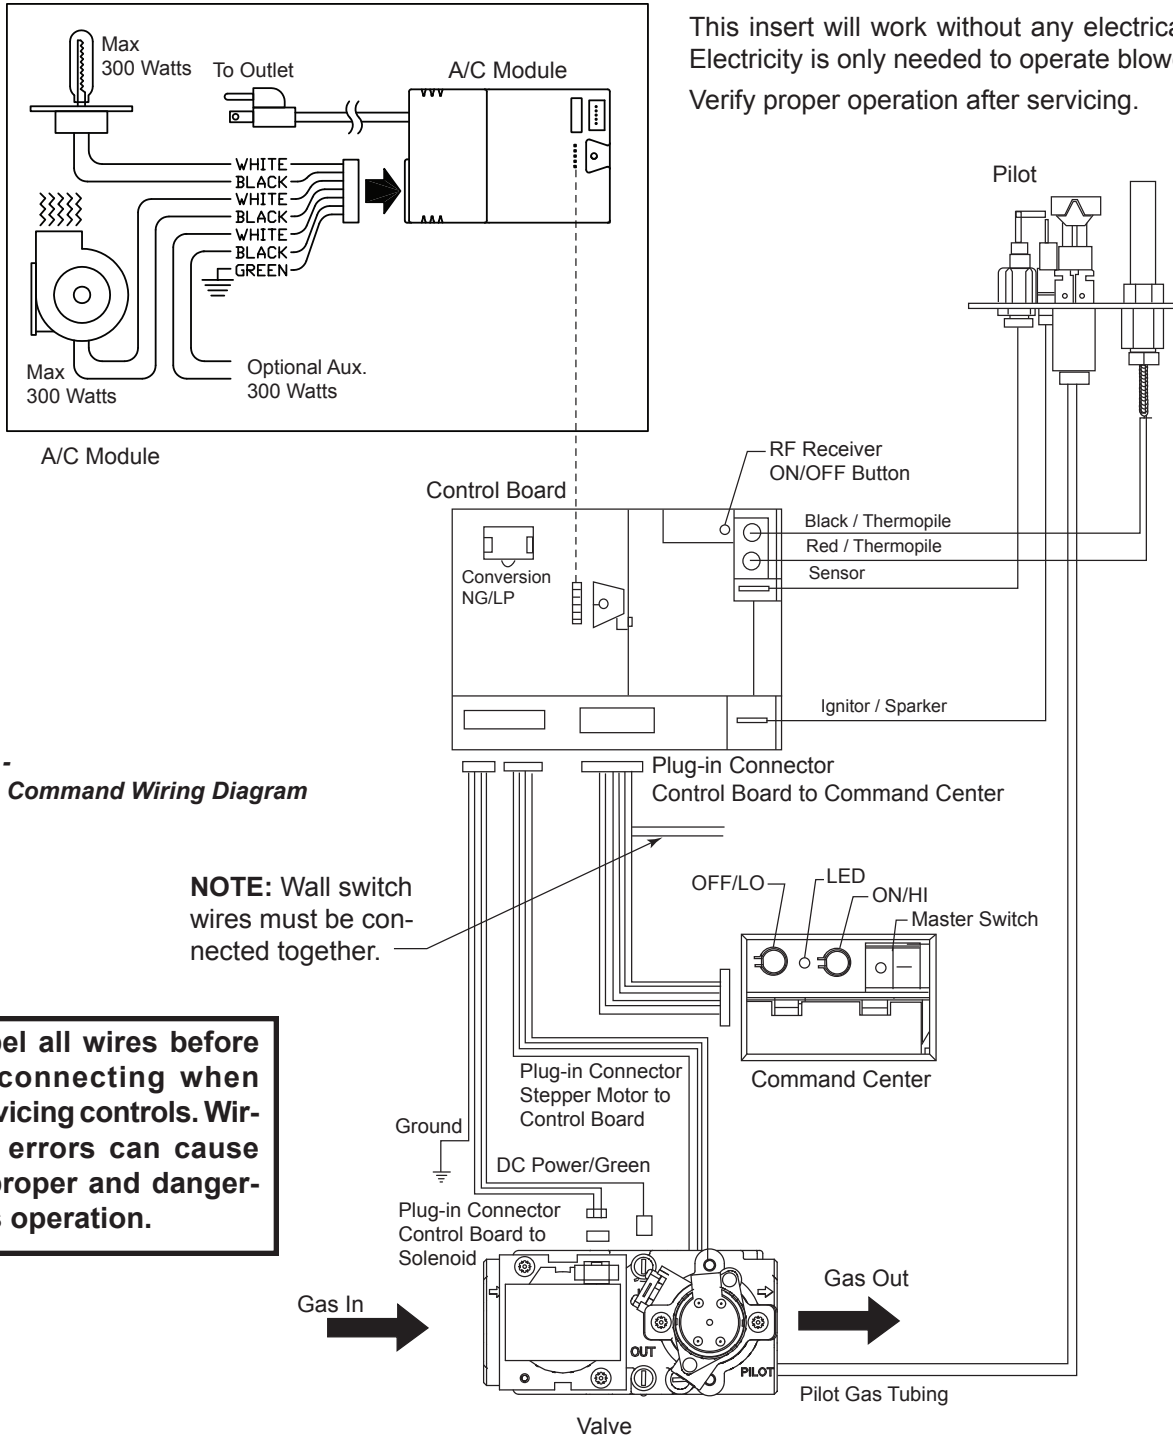 This insert will work without any
Electricity is only needed to operate
Verify proper operation after servicing.
Max
300 Watts
To Outlet
A/C Module
WHITE
BLACK
WHITE
BLACK
WHITE
BLACK
GREEN
Max
300 Watts
Optional Aux.
300 Watts
A/C Module
Pilot
RF Receiver
ON/OFF Button
Control Board
Black / Thermopile
Red / Thermopile
Sensor
Conversion
NG/LP
Ignitor / Sparker
-
Command Wiring Diagram
Plug-in Connector
Control Board to Command Center
NOTE: Wall switch
wires must be con-
nected together.
OFF/LO
LED
ON/HI
Master Switch
Command Center
all wires before
connecting when
vicing controls. Wir-
errors can cause
proper and danger-
s operation.
Plug-in Connector
Stepper Motor to
Control Board
Ground
DC Power/Green
Plug-in Connector
Control Board to
Solenoid
Gas In
Gas Out
OUT
PILOT
Pilot Gas Tubing
Valve